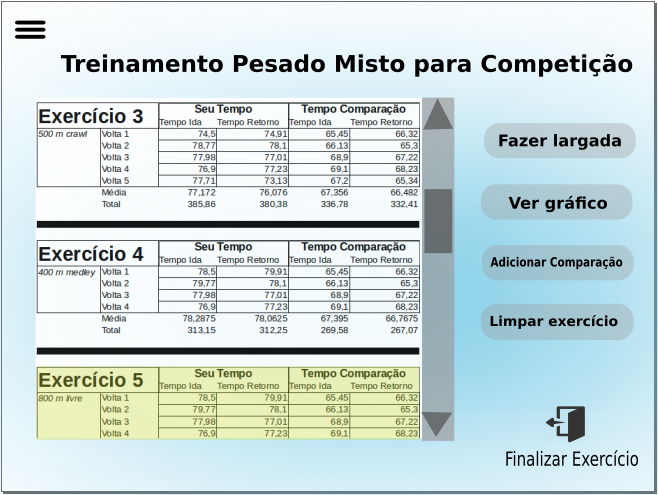 Treinamento Pesado Misto para Competição
Exercício 3 Seu Tempo Tempo Comparação
Tempo Ida Tempo Retorno Tempo Ida Tempo Retorno
500 m crawl Volta 1 74,5 74,91 65,45 66,32
Volta 2 78,77 78,1 66,13 65,3
Volta 3 77,98 77,01 68,9 67,22
Volta 4 76,9 77,23 69,1 68,23
Volta 5 77,71 73,13 67,2 65,34
Média 77,172 76,076 67,356 66,482
Total 385,86 380,38 336,78 332,41
Exercício 4 Seu Tempo Tempo Comparação
Tempo Ida Tempo Retorno Tempo Ida Tempo Retorno
400 m medley Volta 1 78,5 79,91 65,45 66,32
Volta 2 79,77 78,1 66,13 65,3
Volta 3 77,98 77,01 68,9 67,22
Volta 4 76,9 77,23 69,1 68,23
Média 78,2875 78,0625 67,395 66,7675
Total 313,15 312,25 269,58 267,07
Exercício 5 Seu Tempo Tempo Comparação
Tempo Ida Tempo Retorno Tempo Ida Tempo Retorno
800 m livre Volta 1 78,5 79,91 65,45 66,32
Volta 2 79,77 78,1 66,13 65,3
Volta 3 77,98 77,01 68,9 67,22
Volta 4 76,9 77,23 69,1 68,23
Fazer largada
Ver gráfico
Adicionar Comparação
Limpar exercício
Finalizar Exercício